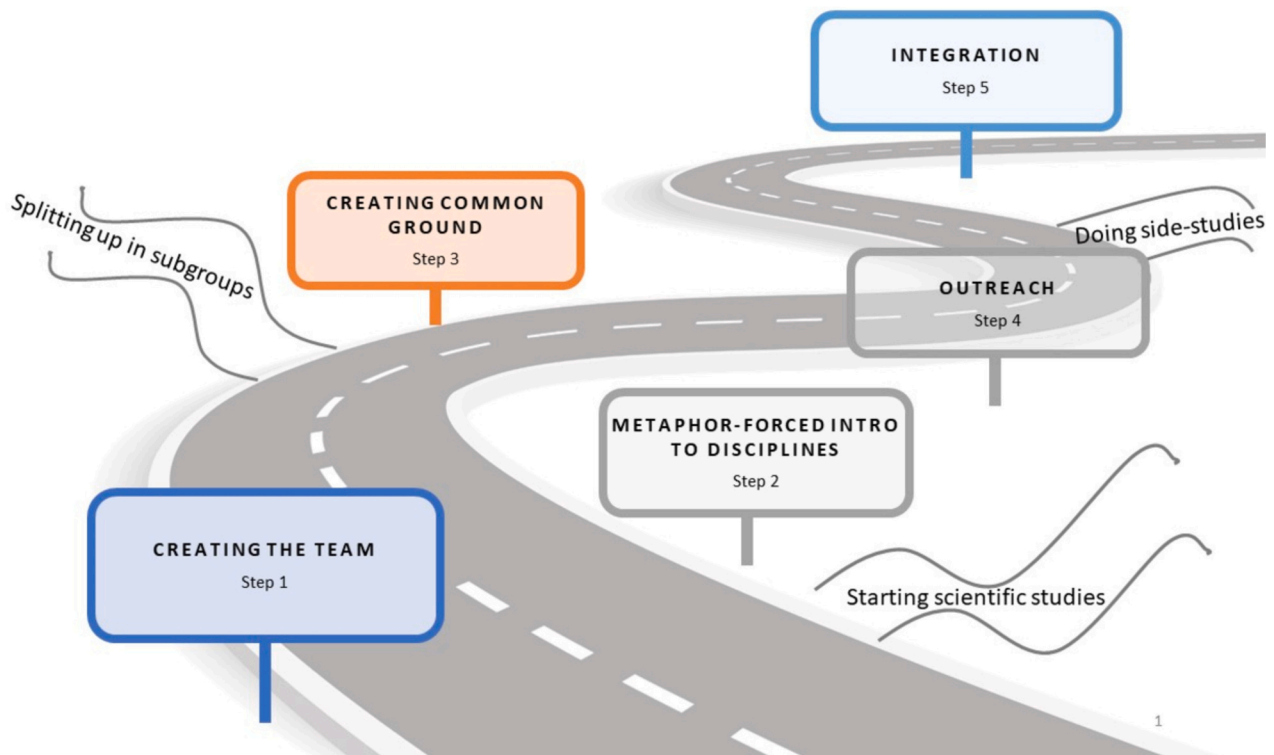 INTEGRATION
Step 5
CREATING COMMON
GROUND
Step 3
Splitting up in subgroups
Doing side-studies
OUTREACH
Step 4
METAPHOR-FORCED INTRO
TO DISCIPLINES
Step 2
CREATING THE TEAM
Step 1
Starting scientific studies
1